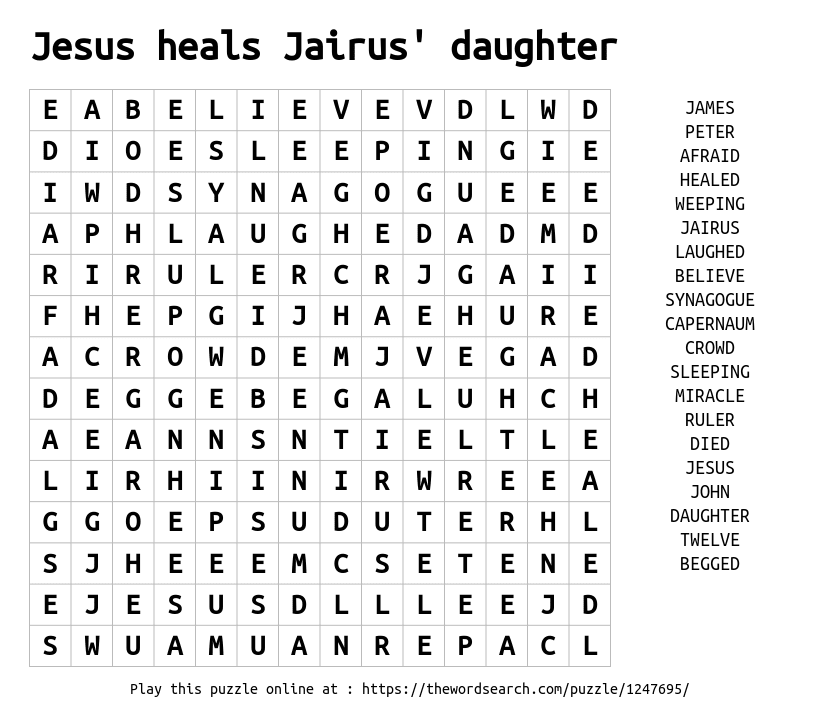 Jesus heals Jairus' daughter
E A B E L I E V E V D L W D
D I O E S L E E P I N G I E
I W D S Y N A G O G U E E E
A P H L A U G H E D A D M D
R I R U L E R C R J G A I I
F H E P G I J H A E H U R E
A C R O W D E M J V E G A D
D E G G E B E G A L U H C H
A E A N N S N T I E L T L E
L I R H I I N I R W R E E A
G G O E P S U D U T E R H L
S J H E E E M C S E T E N E
E J E S U S D L L L E E J D
S W U A M U A N R E P A C L
JAMES
PETER
AFRAID
HEALED
WEEPING
JAIRUS
LAUGHED
BELIEVE
SYNAGOGUE
CAPERNAUM
CROWD
SLEEPING
MIRACLE
RULER
DIED
JESUS
JOHN
DAUGHTER
TWELVE
BEGGED
Play this puzzle online at : https://thewordsearch.com/puzzle/1247695/